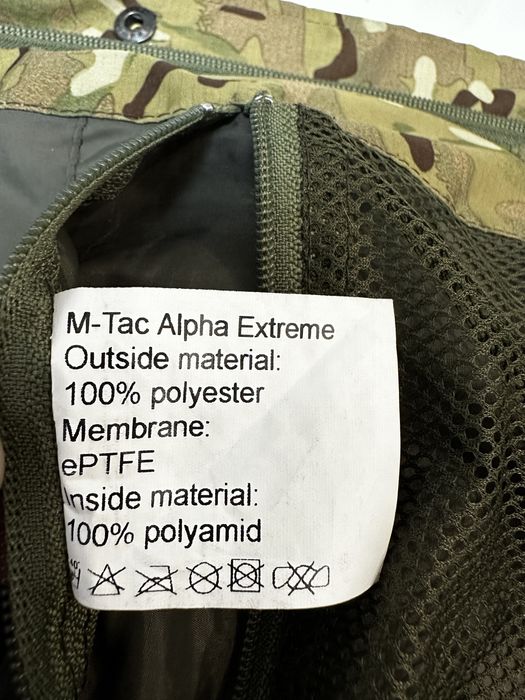 M-Tac Alpha Extreme
Outside material:
100% polyester
Membrane:
ePTFE
Inside material:
100% polyamid